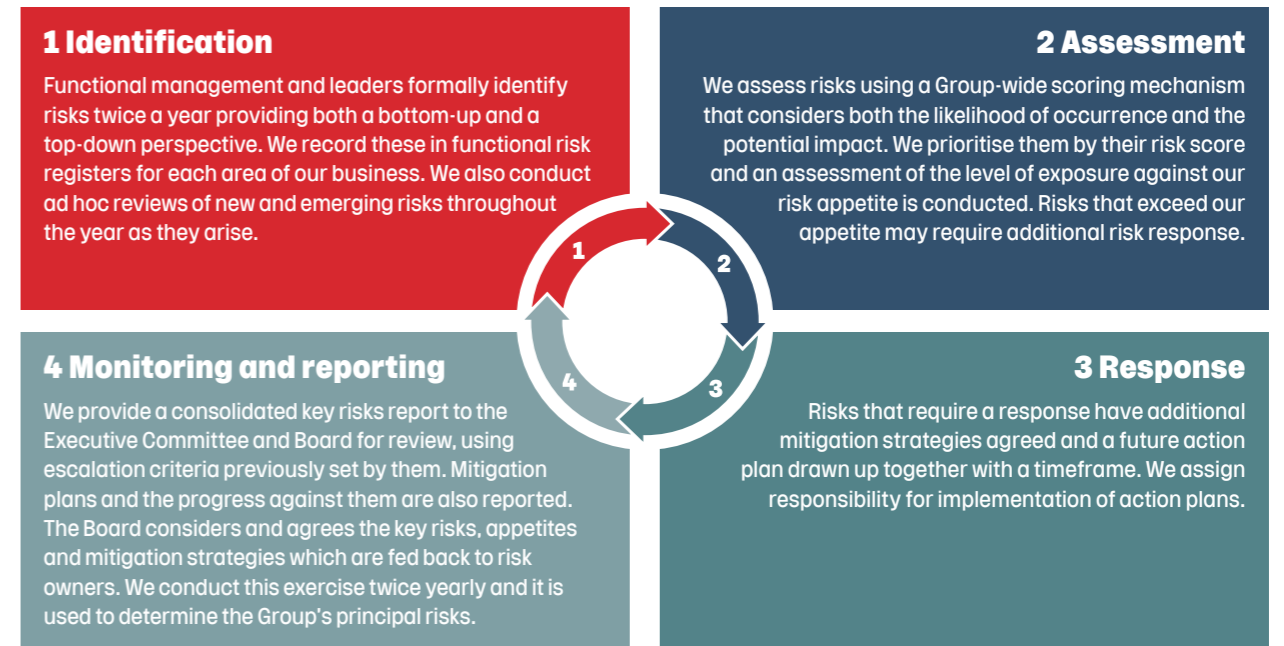 1 Identification
Functional management and leaders formally identify
risks twice a year providing both a bottom-up and a
top-down perspective. We record these in functional risk
registers for each area of our business. We also conduct
ad hoc reviews of new and emerging risks throughout
the year as they arise.
2 Assessment
We assess risks using a Group-wide scoring mechanism
that considers both the likelihood of occurrence and the
potential impact. We prioritise them by their risk score
and an assessment of the level of exposure against our
risk appetite is conducted. Risks that exceed our
appetite may require additional risk response.
1
2
3
4
3 Response
Risks that require a response have additional
mitigation strategies agreed and a future action
plan drawn up together with a timeframe. We assign
responsibility for implementation of action plans.
4 Monitoring and reporting
We provide a consolidated key risks report to the
Executive Committee and Board for review, using
escalation criteria previously set by them. Mitigation
plans and the progress against them are also reported.
The Board considers and agrees the key risks, appetites
and mitigation strategies which are fed back to risk
owners. We conduct this exercise twice yearly and it is
used to determine the Group's principal risks.